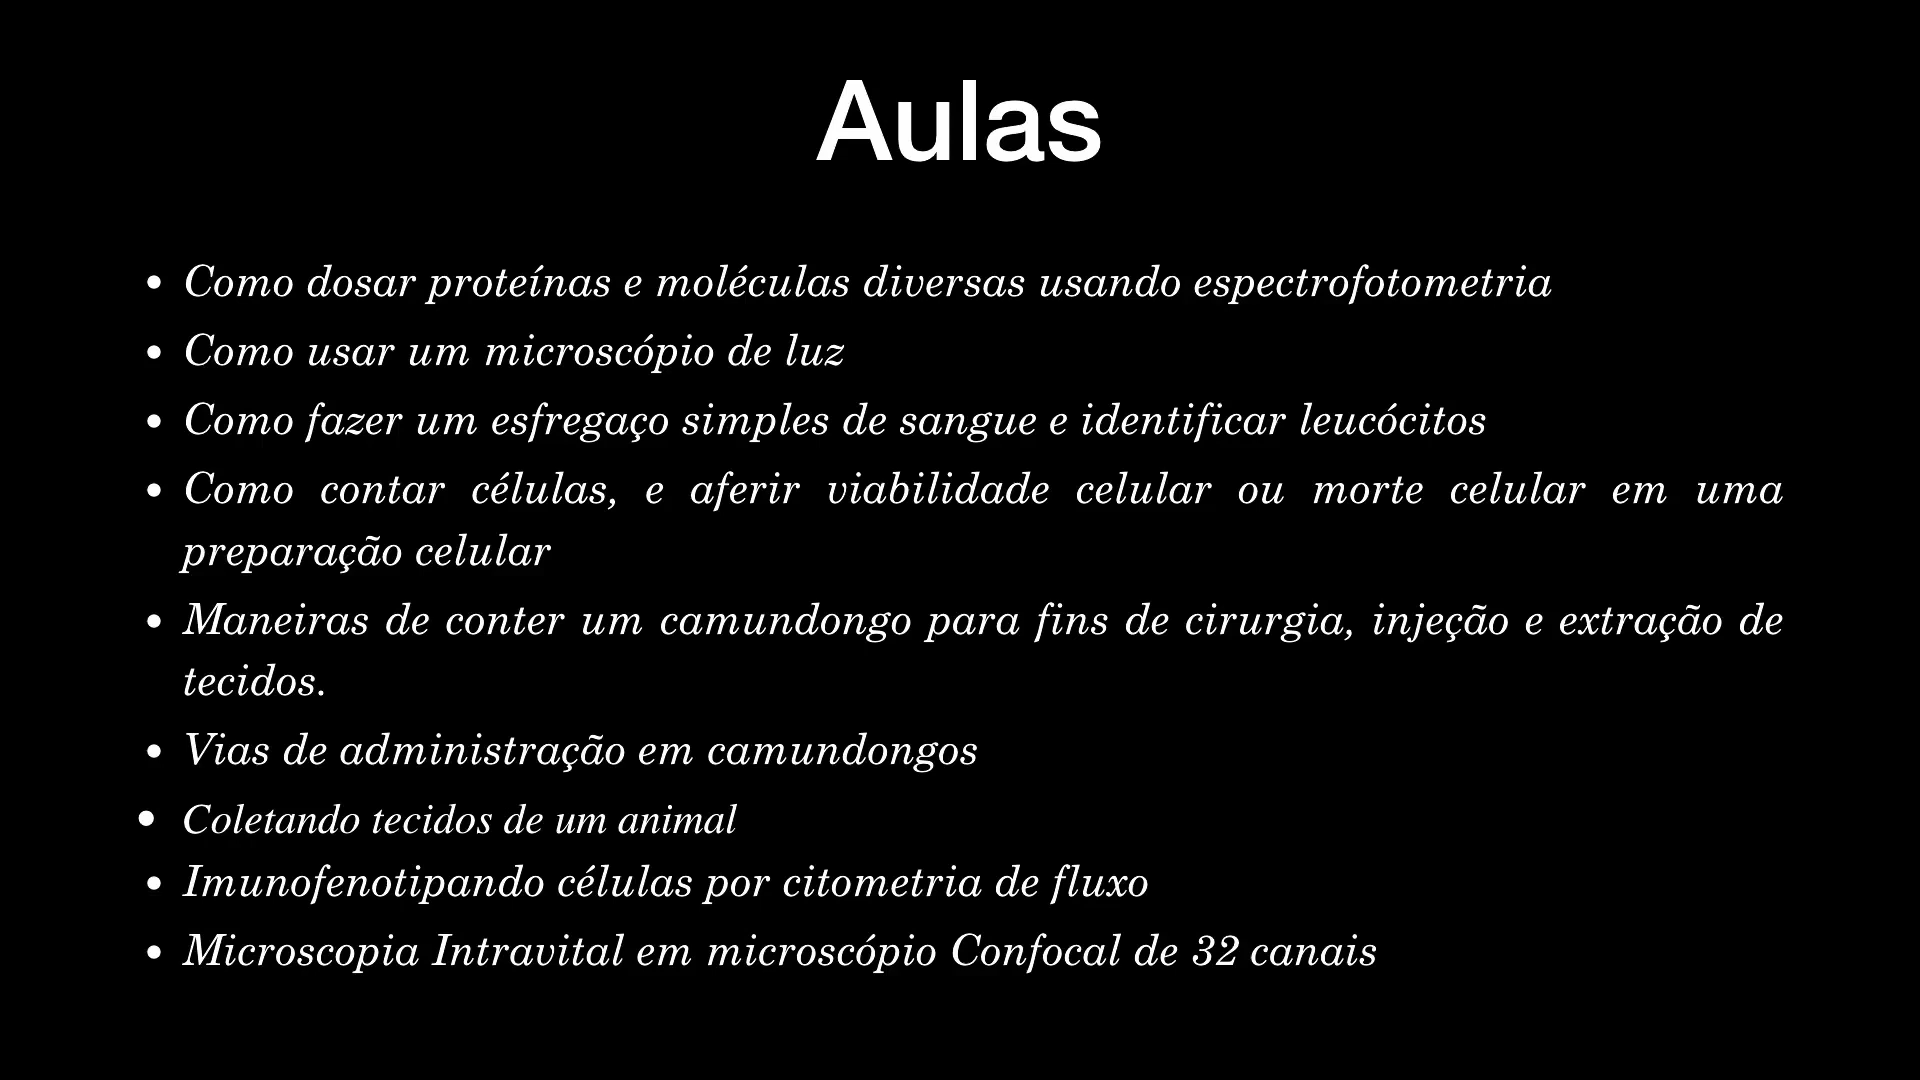 Aulas
• Como dosar proteínas e moléculas diversas usando espectrofotometria
• Como usar um microscópio de luz
• Como fazer um esfregaço simples de sangue e identificar leucócitos
• Como contar células, e aferir viabilidade celular ou morte celular em uma
preparação celular
• Maneiras de conter um camundongo para fins de cirurgia, injeção e extração de
tecidos.
• Vias de administração em camundongos
• Coletando tecidos de um animal
• Imunofenotipando células por citometria de fluxo
• Microscopia Intravital em microscópio Confocal de 32 canais